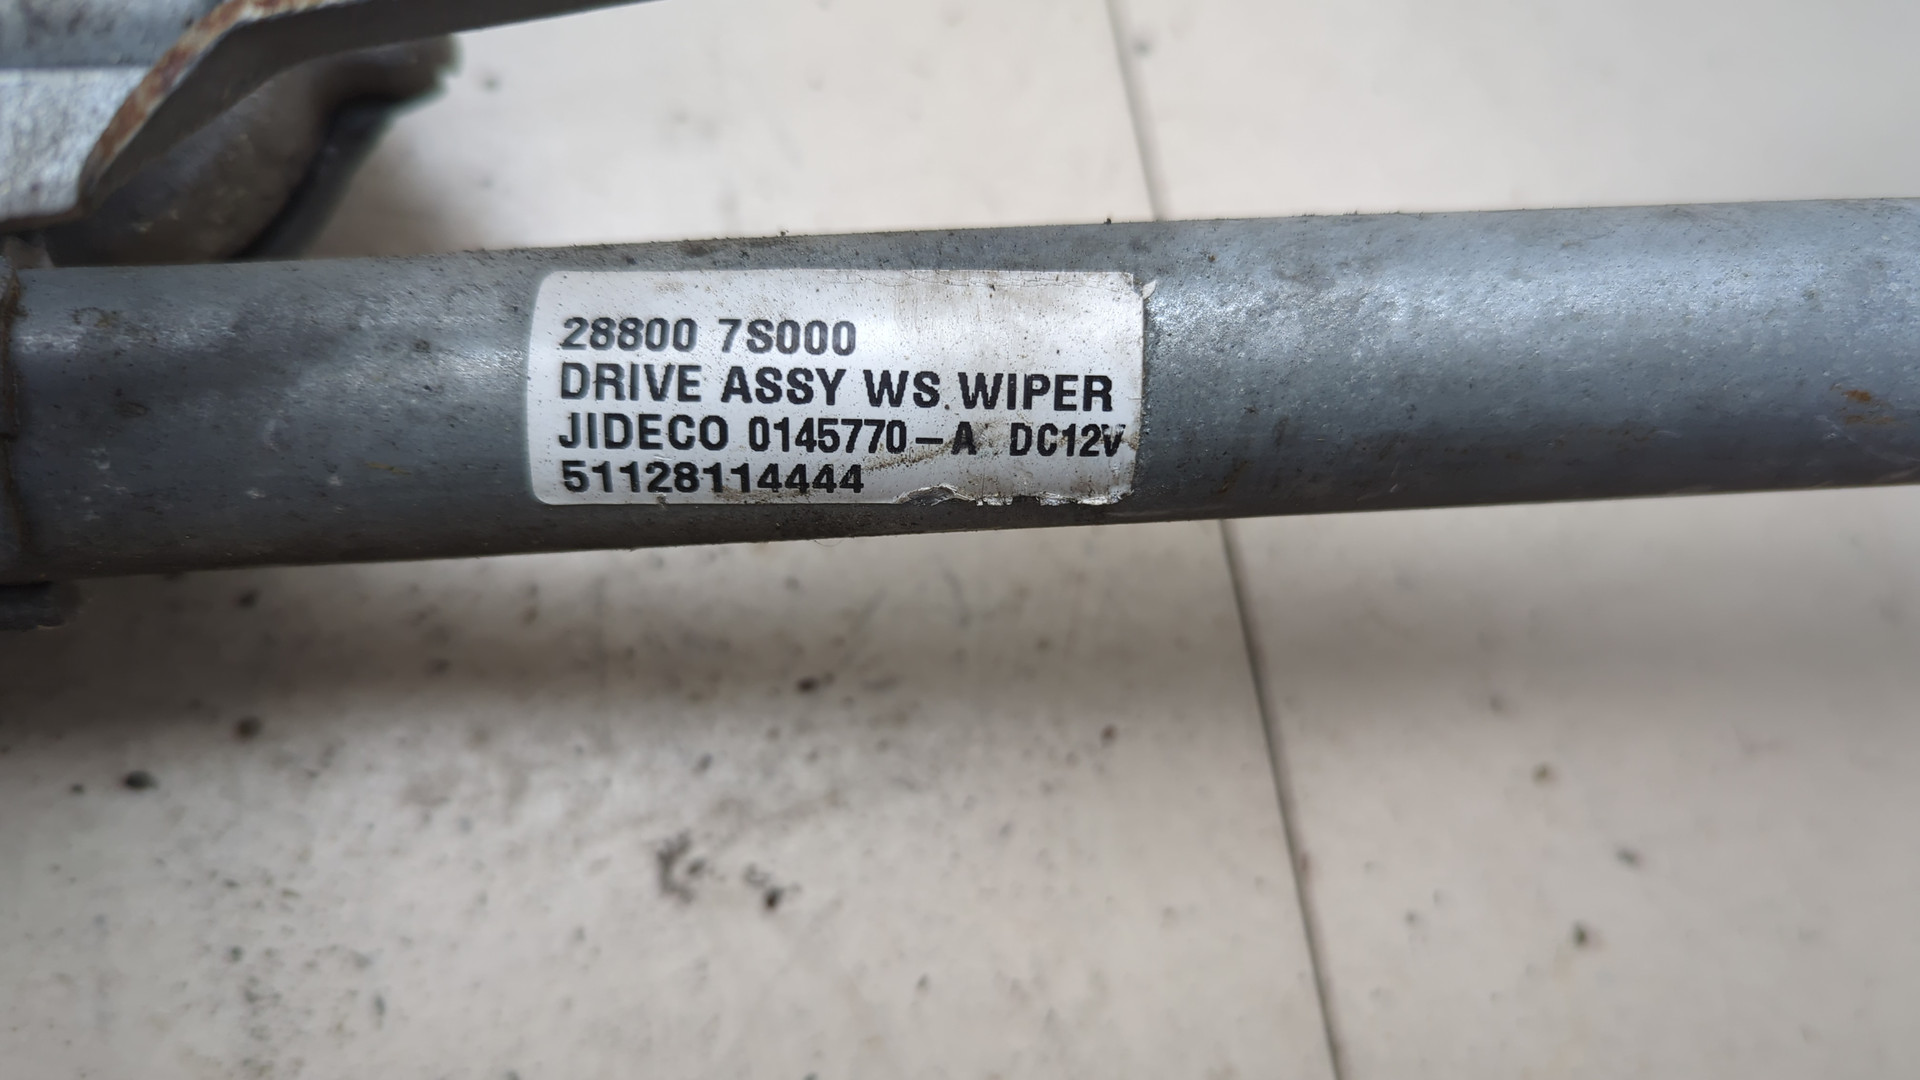 28800 7S000
DRIVE ASSY WS WIPER
JIDECO 0145770-A DC12V
51128114444